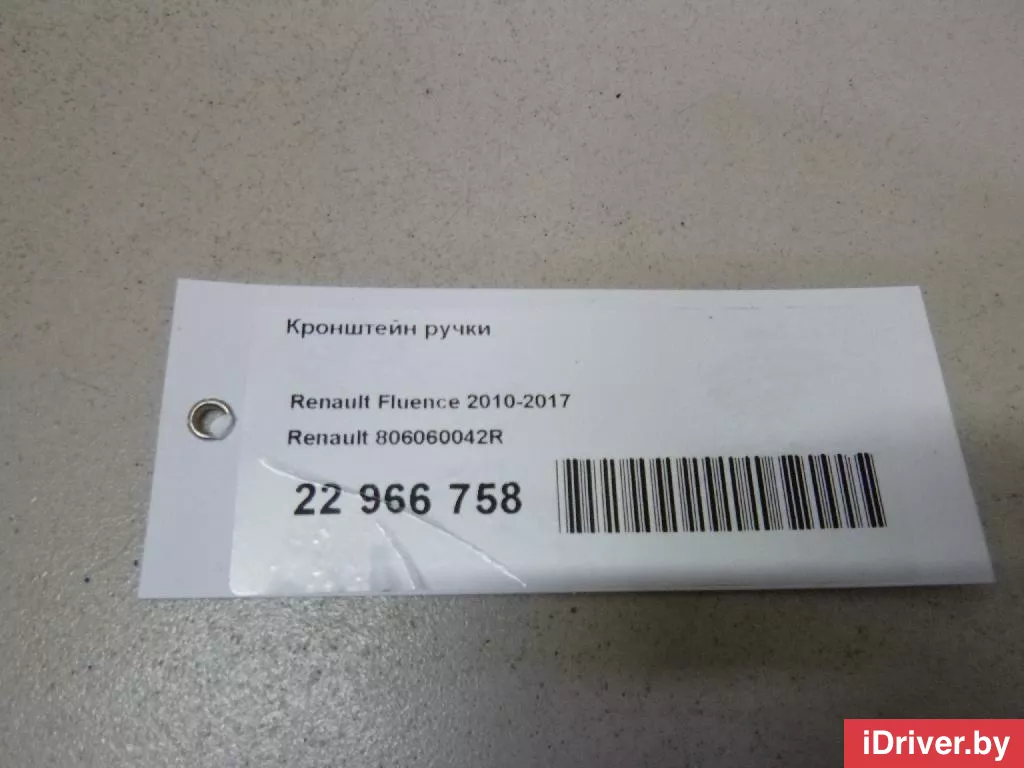 Кронштейн ручки
Renault Fluence 2010-2017
Renault 806060042R
22 966 758
iDriver.by